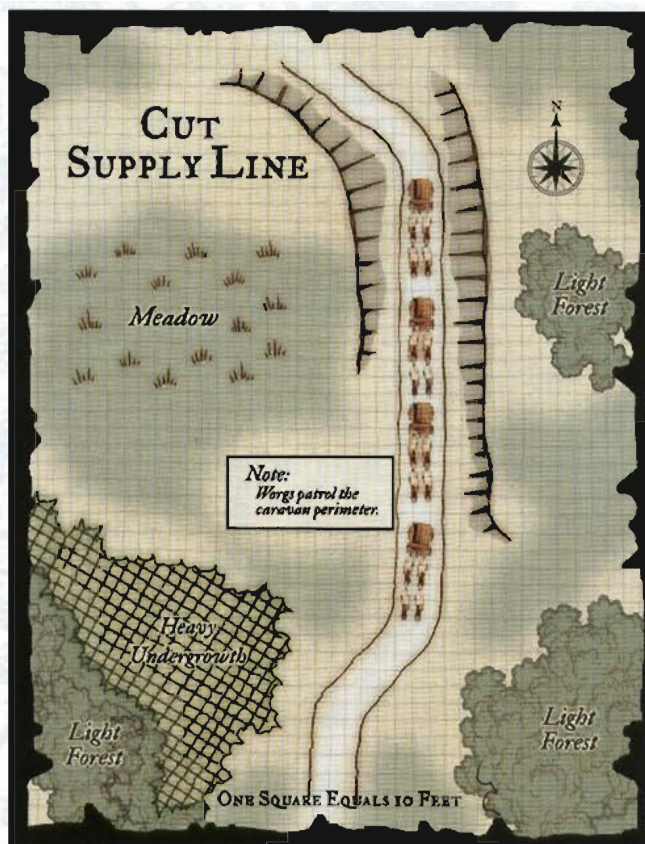 CUT
SUPPLY LINE
N
Light
Forest
Meadow
Note:
Worgs patrol the
caravan perimeter.
Heavy
Undergrowth
Light
Forest
Light
Forest
ONE SQUARE EQUALS 10 FEET